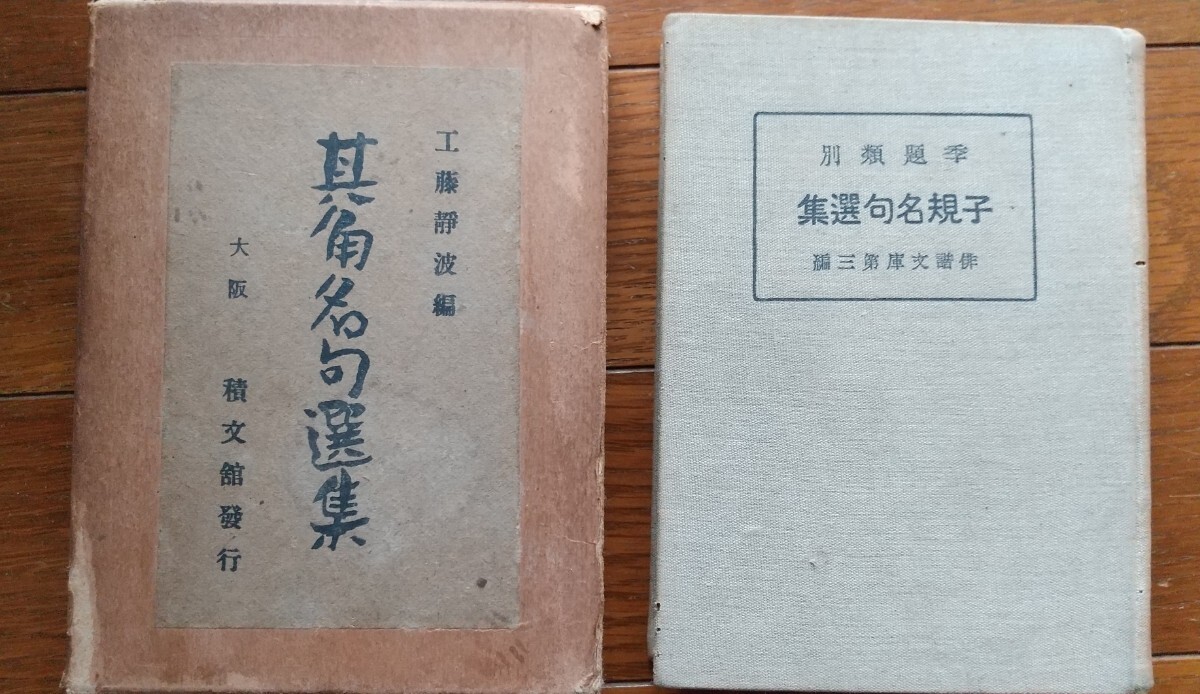 工藤靜波編
其角名句選集
大阪 積文舘發行
季題類別
子規名句選集
俳諧文庫第三編